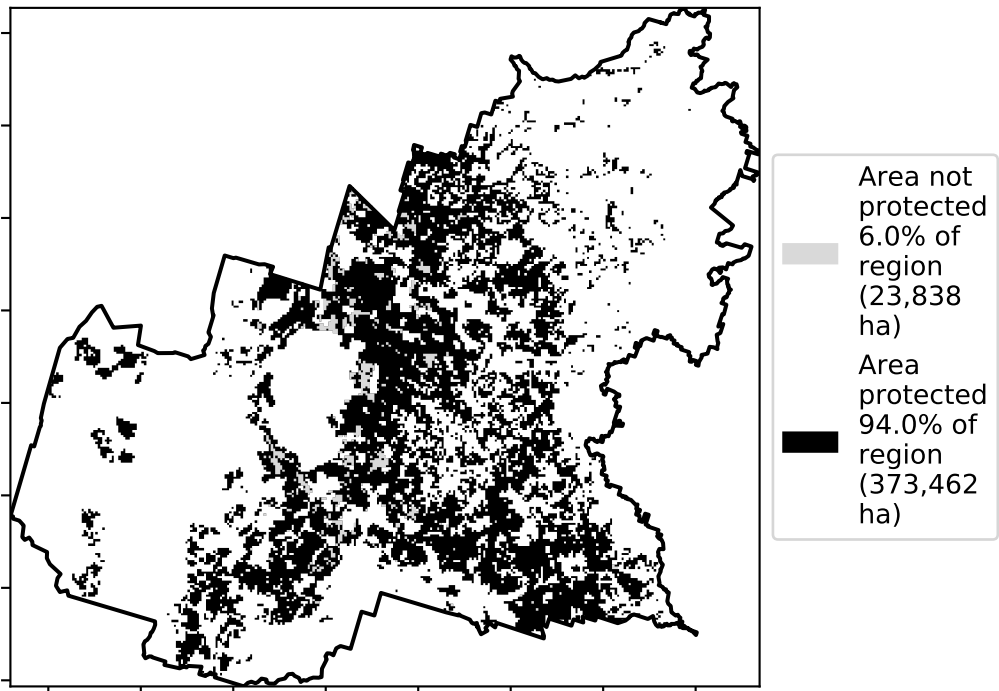 Area not
protected
6.0% of
region
(23,838
ha)
Area
protected
94.0% of
region
(373,462
ha)